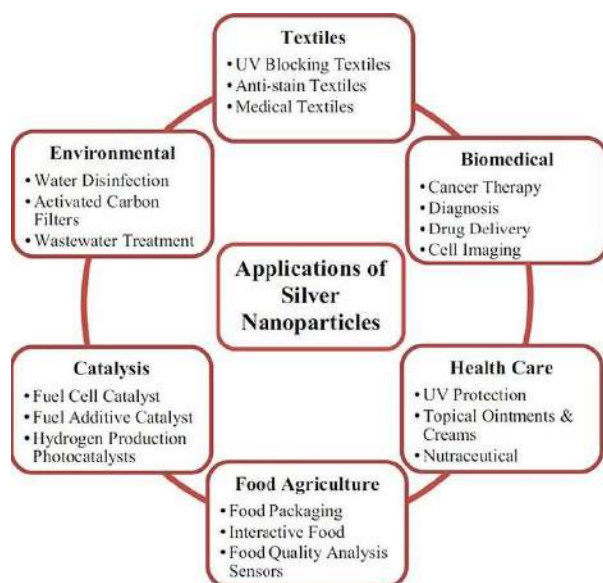 Textiles
• UV Blocking Textiles
• Anti-stain Textiles
• Medical Textiles
Environmental
• Water Disinfection
• Activated Carbon
Filters
• Wastewater Treatment
Biomedical
• Cancer Therapy
• Diagnosis
• Drug Delivery
• Cell Imaging
Applications of
Silver
Nanoparticles
Catalysis
• Fuel Cell Catalyst
• Fuel Additive Catalyst
• Hydrogen Production
Photocatalysts
Health Care
• UV Protection
• Topical Ointments &
Creams
• Nutraceutical
Food Agriculture
• Food Packaging
• Interactive Food
• Food Quality Analysis
Sensors